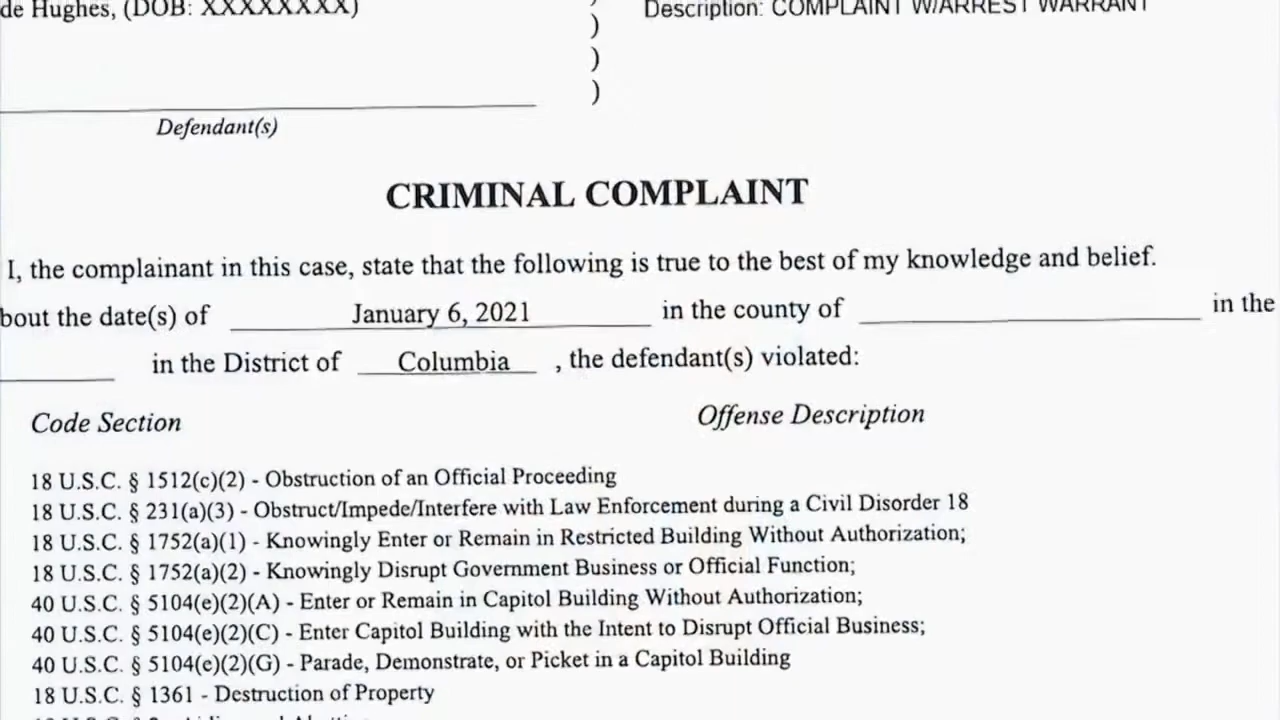 de Hughes, (DOB: XXXXXXXX)
)
Description: COMPLAINT W/ARREST WARRANT
)
)
)
Defendant(s)
CRIMINAL COMPLAINT
I, the complainant in this case, state that the following is true to the best of my knowledge and belief.
bout the date(s) of January 6, 2021 in the county of in the
in the District of Columbia , the defendant(s) violated:
Code Section Offense Description
18 U.S.C. § 1512(c)(2) - Obstruction of an Official Proceeding
18 U.S.C. § 231(a)(3) - Obstruct/Impede/Interfere with Law Enforcement during a Civil Disorder 18
18 U.S.C. § 1752(a)(1) - Knowingly Enter or Remain in Restricted Building Without Authorization;
18 U.S.C. § 1752(a)(2) - Knowingly Disrupt Government Business or Official Function;
40 U.S.C. § 5104(e)(2)(A) - Enter or Remain in Capitol Building Without Authorization;
40 U.S.C. § 5104(e)(2)(C) - Enter Capitol Building with the Intent to Disrupt Official Business;
40 U.S.C. § 5104(e)(2)(G) - Parade, Demonstrate, or Picket in a Capitol Building
18 U.S.C. § 1361 - Destruction of Property